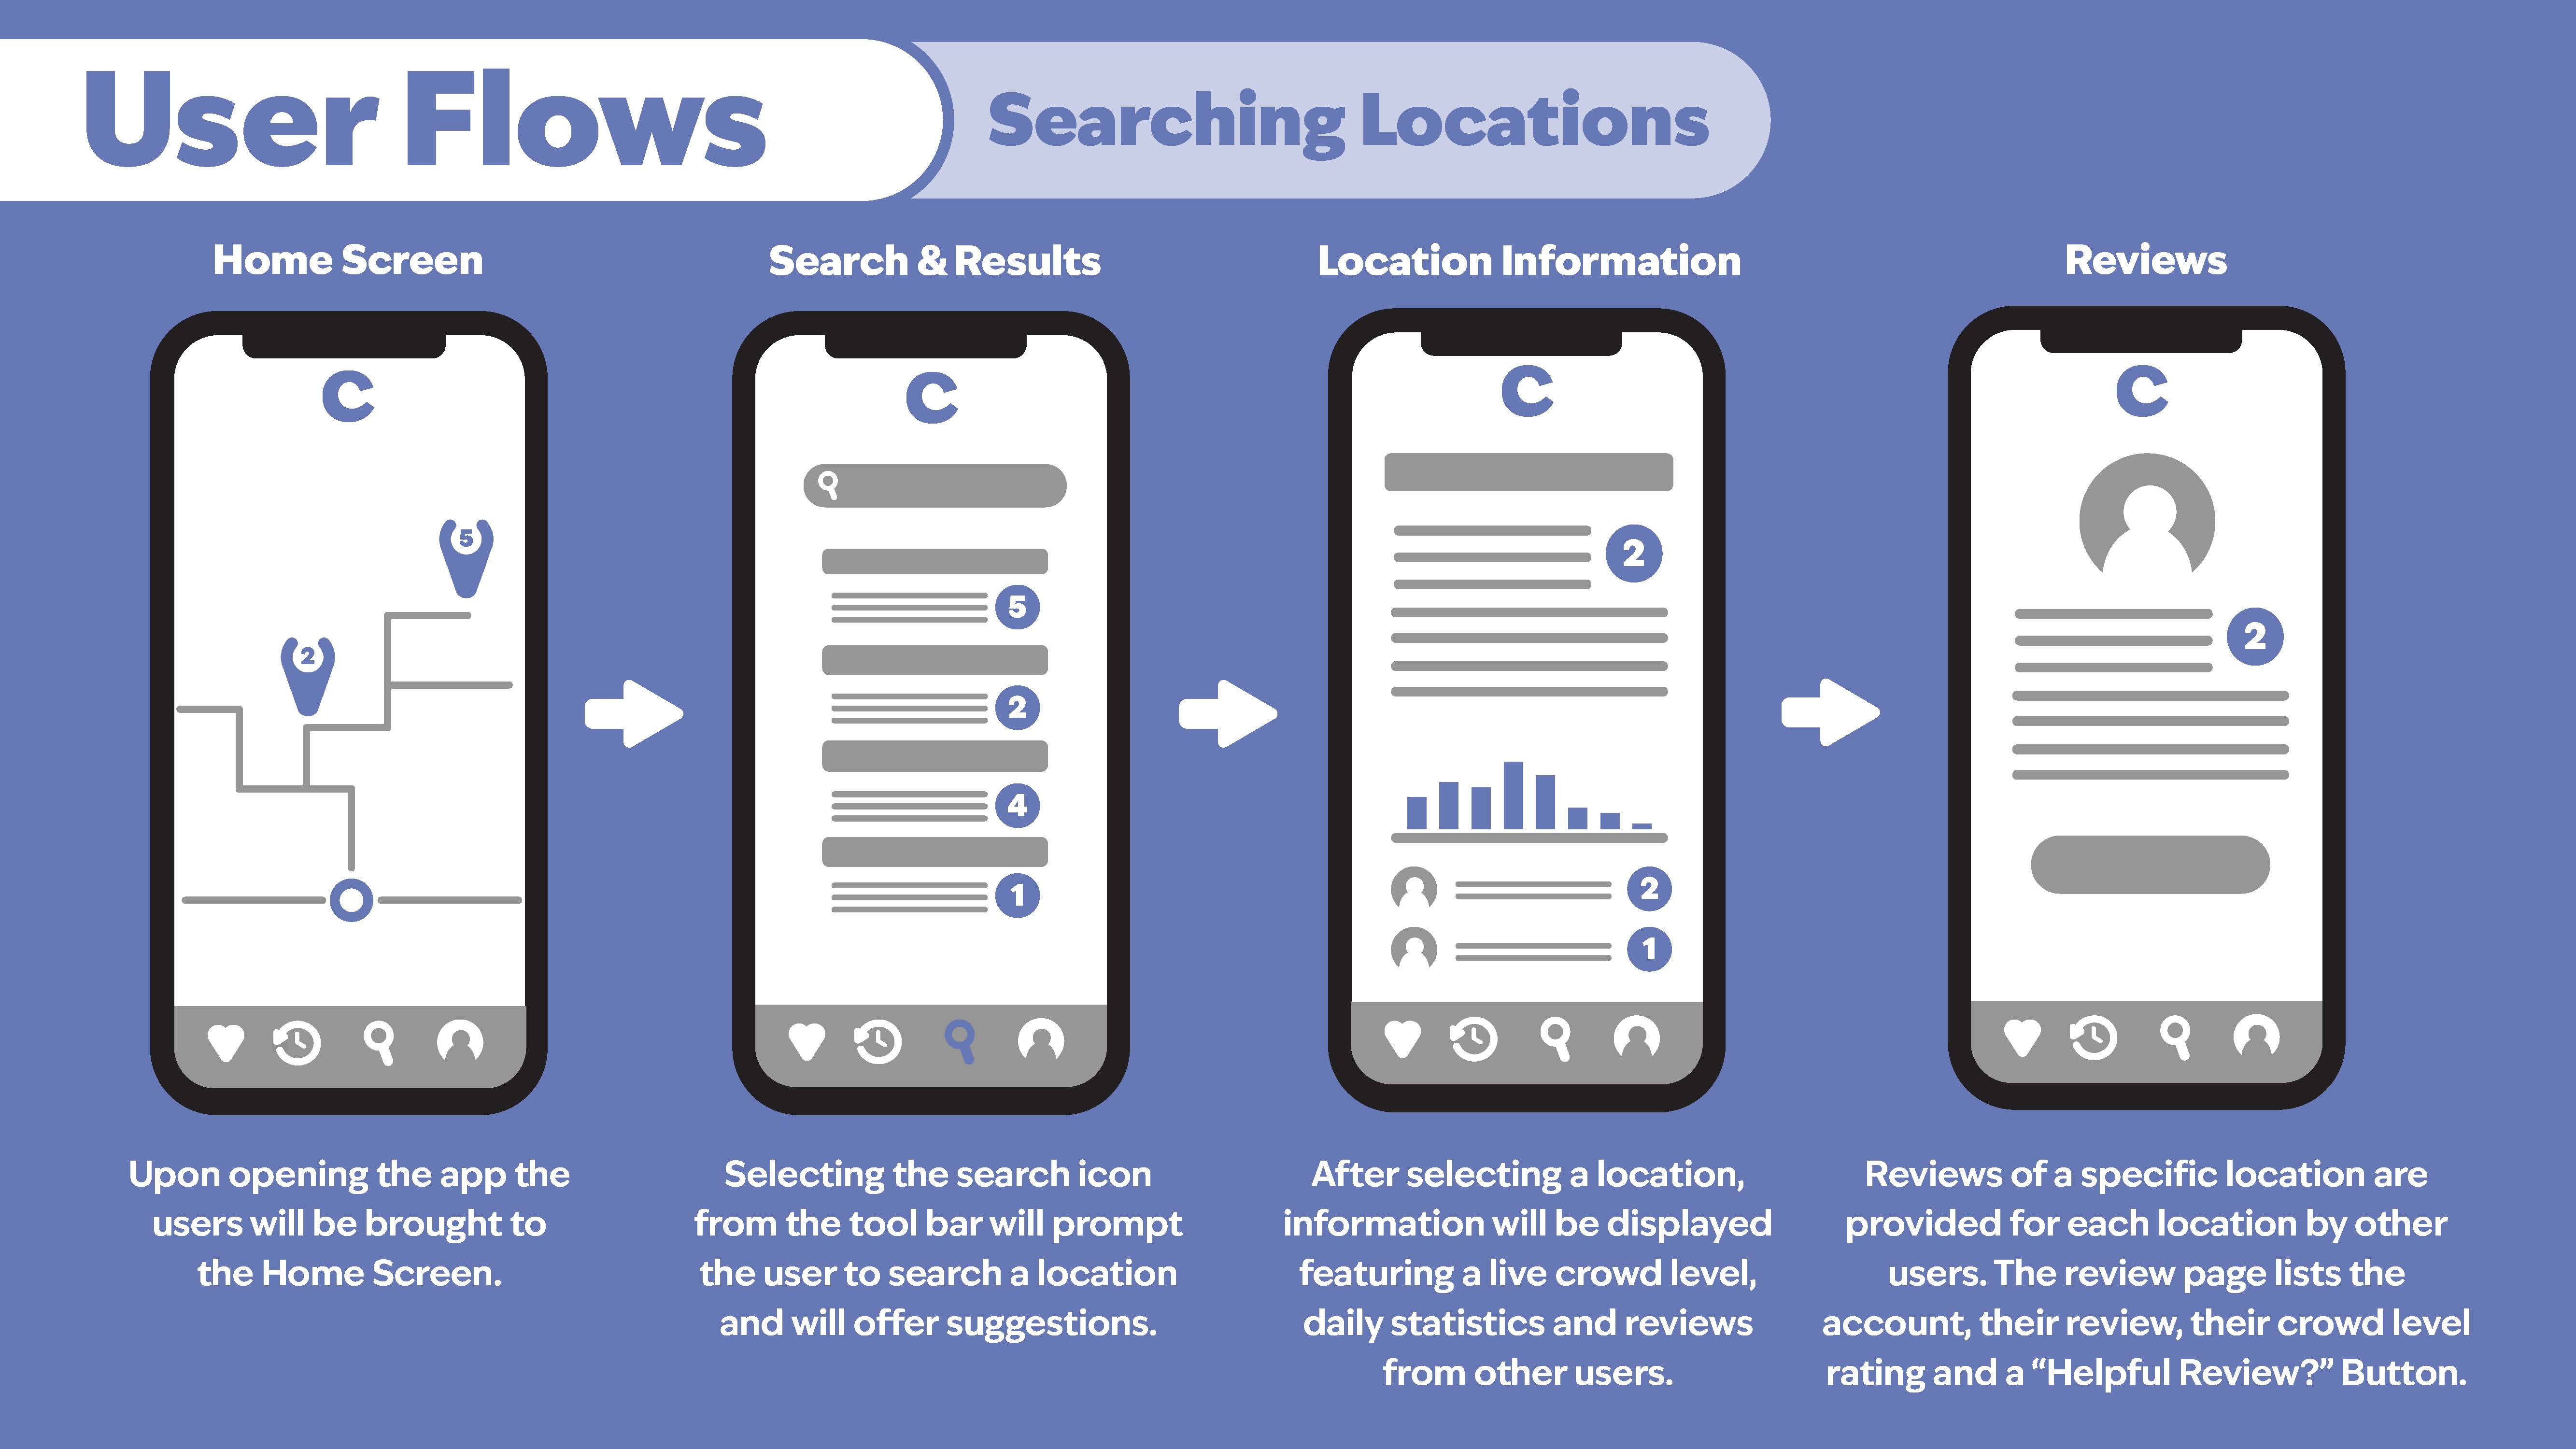 User Flows
Searching Locations
Home Screen
Search & Results
Location Information
Reviews
C
5
2
C
5
2
4
1
C
2
2
1
C
2
Upon opening the app the
users will be brought to
the Home Screen.
Selecting the search icon
from the tool bar will prompt
the user to search a location
and will offer suggestions.
After selecting a location,
information will be displayed
featuring a live crowd level,
daily statistics and reviews
from other users.
Reviews of a specific location are
provided for each location by other
users. The review page lists the
account, their review, their crowd level
rating and a “Helpful Review?” Button.